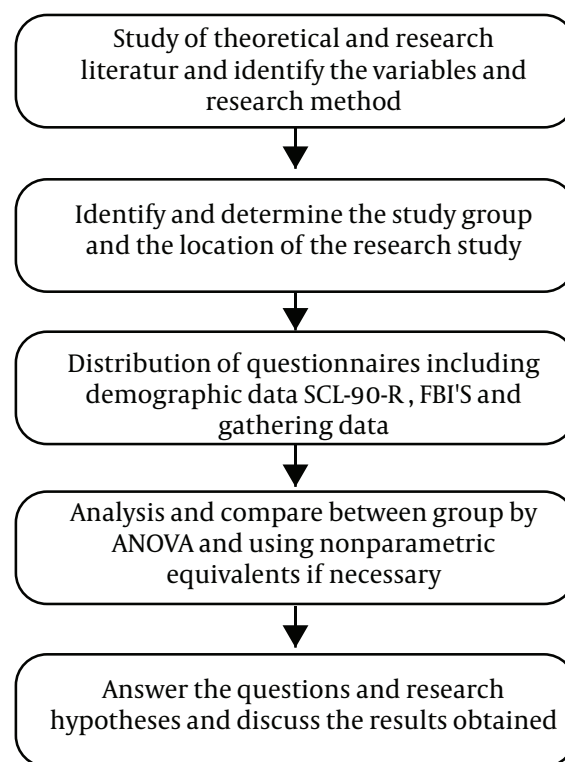 Study of theoretical and research
literatur and identify the variables and
research method
Identify and determine the study group
and the location of the research study
Distribution of questionnaires including
demographic data SCL-90-R , FBI'S and
gathering data
Analysis and compare between group by
ANOVA and using nonparametric
equivalents if necessary
Answer the questions and research
hypotheses and discuss the results obtained